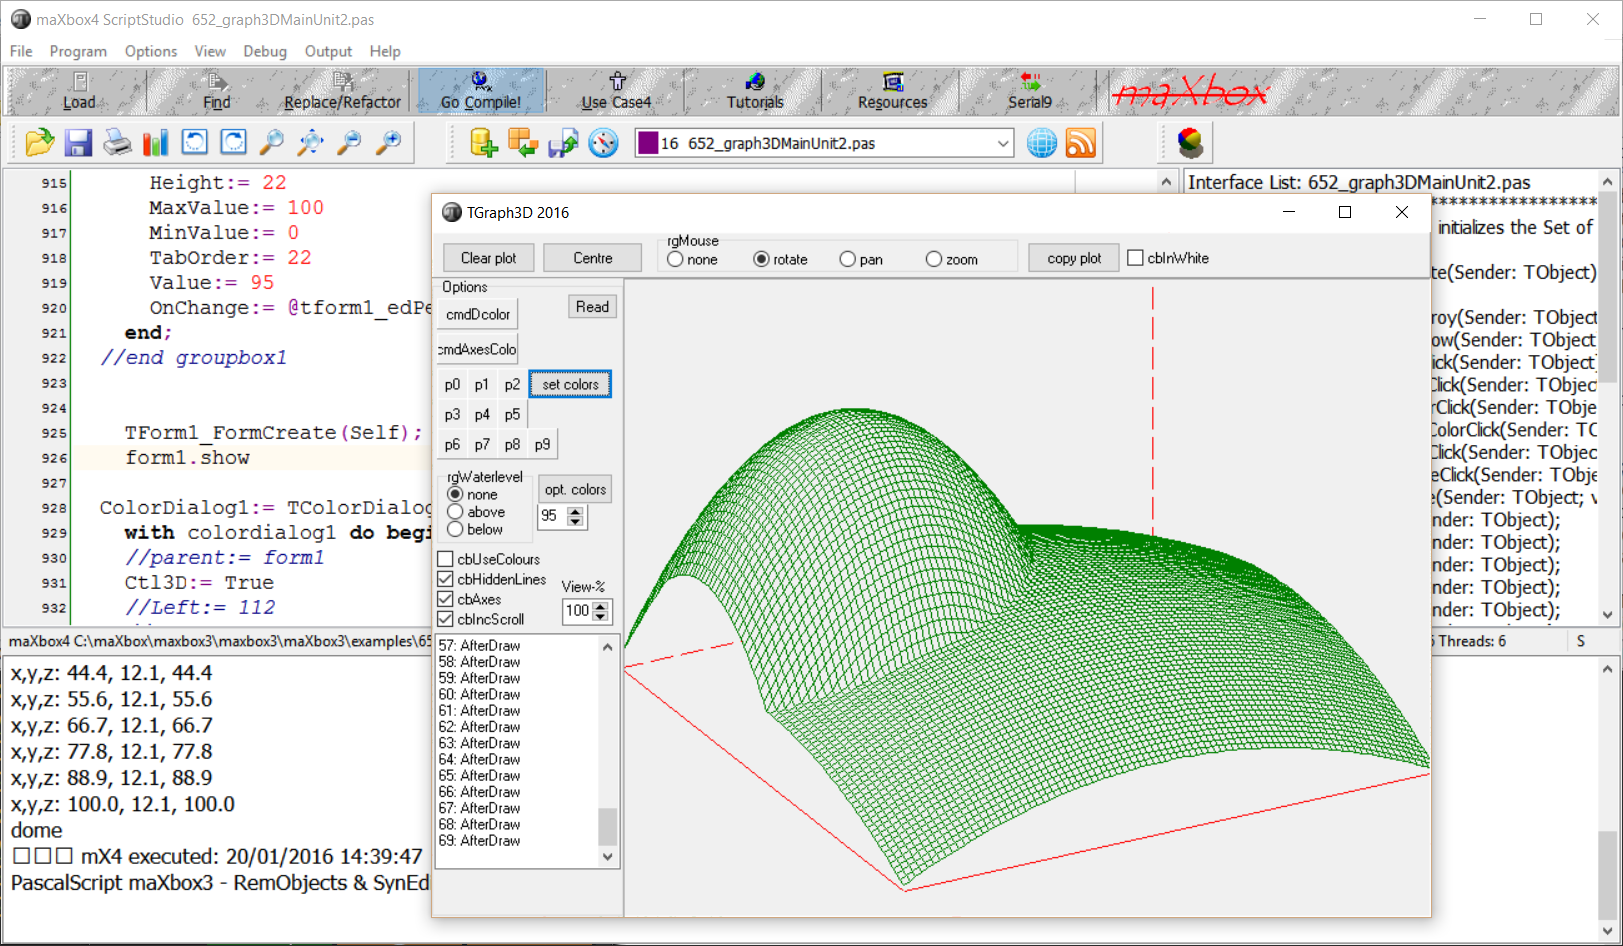 maXbox4 ScriptStudio 652_graph3DMainUnit2.pas
File Program Options View Debug Output Help
Load Find Replace/Refactor Go Compile! Use Case4 Tutorials Resources Serial9 maXbox
16 652_graph3DMainUnit2.pas
915 Height:= 22
916 MaxValue:= 100
917 MinValue:= 0
918 TabOrder:= 22
919 Value:= 95
920 OnChange:= @tform1_edPe
921 end;
922 //end groupbox1
923
924
925 TForm1_FormCreate(Self);
926 form1.show
927
928 ColorDialog1:= TColorDialog
929 with colordialog1 do begi
930 //parent:= form1
931 Ctl3D:= True
932 //Left:= 112
Interface List: 652_graph3DMainUnit2.pas
******************
initializes the Set of
te(Sender: TObject)
roy(Sender: TObject
ow(Sender: TObject
ick(Sender: TObject)
Click(Sender: TObjec
rClick(Sender: TObje
ColorClick(Sender: TC
Click(Sender: TObjec
eClick(Sender: TObje
e(Sender: TObject; v
nder: TObject);
nder: TObject);
nder: TObject);
nder: TObject);
nder: TObject);
TGraph3D 2016
Clear plot Centre rgMouse none rotate pan zoom copy plot cbInWhite
Options
Read
cmdDcolor
cmdAxesColo
p0 p1 p2 set colors
p3 p4 p5
p6 p7 p8 p9
rgWaterlevel
none
above
below
opt. colors
95
cbUseColours
cbHiddenLines
cbAxes
cbIncScroll
View-%
100
57: AfterDraw
58: AfterDraw
59: AfterDraw
60: AfterDraw
61: AfterDraw
62: AfterDraw
63: AfterDraw
64: AfterDraw
65: AfterDraw
66: AfterDraw
67: AfterDraw
68: AfterDraw
69: AfterDraw
maXbox4 C:\maXbox\maxbox3\maxbox3\maXbox3\examples\65
Threads: 6 S
x,y,z: 44.4, 12.1, 44.4
x,y,z: 55.6, 12.1, 55.6
x,y,z: 66.7, 12.1, 66.7
x,y,z: 77.8, 12.1, 77.8
x,y,z: 88.9, 12.1, 88.9
x,y,z: 100.0, 12.1, 100.0
dome
□□□ mX4 executed: 20/01/2016 14:39:47
PascalScript maXbox3 - RemObjects & SynEd